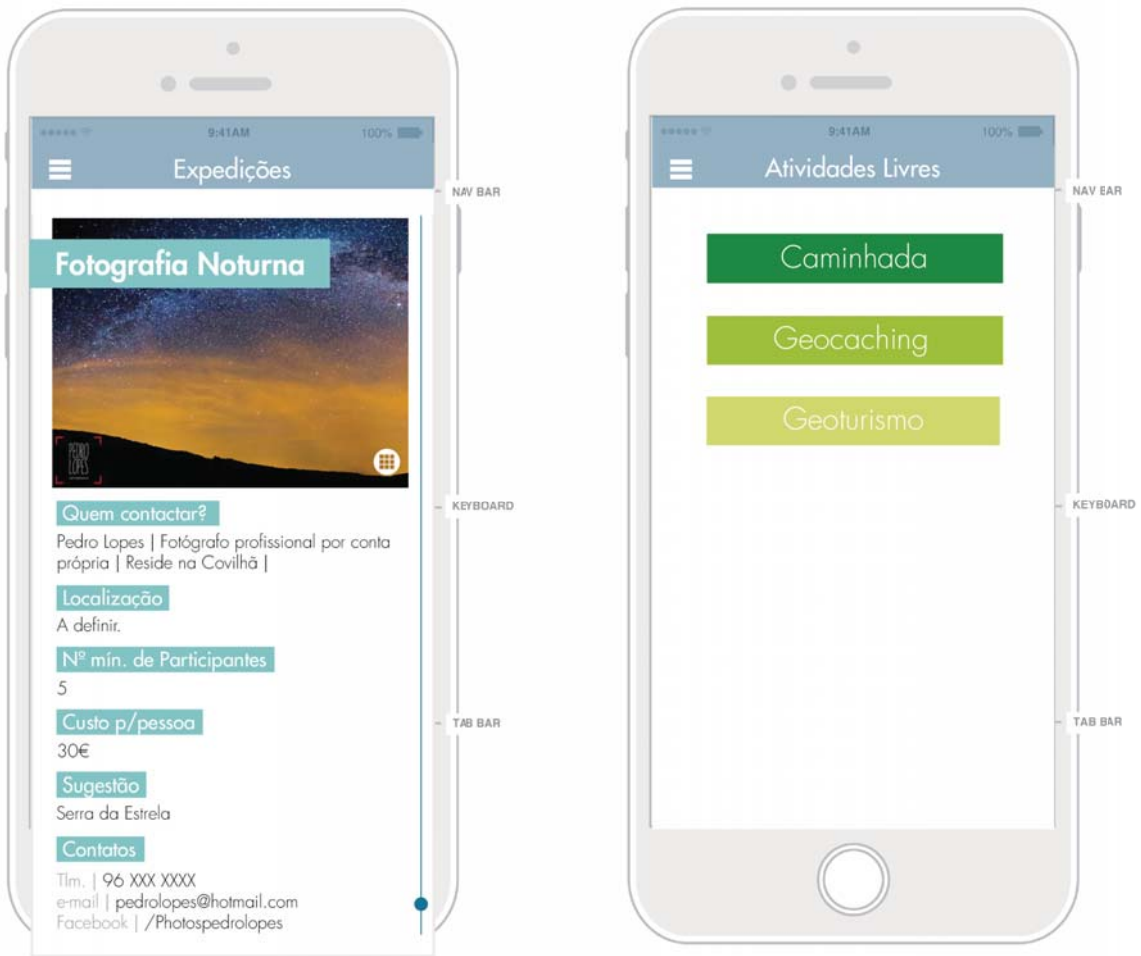 9:41AM
100%
Expedições
NAV BAR
Fotografia Noturna
PEDRO
LOPES
Quem contactar?
KEYBOARD
Pedro Lopes | Fotógrafo profissional por conta
própria | Reside na Covilhã |
Localização
A definir.
Nº mín. de Participantes
5
Custo p/pessoa
TAB BAR
30€
Sugestão
Serra da Estrela
Contatos
Tlm. | 96 XXX XXXX
e-mail | pedrolopes@hotmail.com
Facebook | /Photospedrolopes
9:41AM
100%
Atividades Livres
NAV BAR
Caminhada
Geocaching
Geoturismo
KEYBOARD
TAB BAR